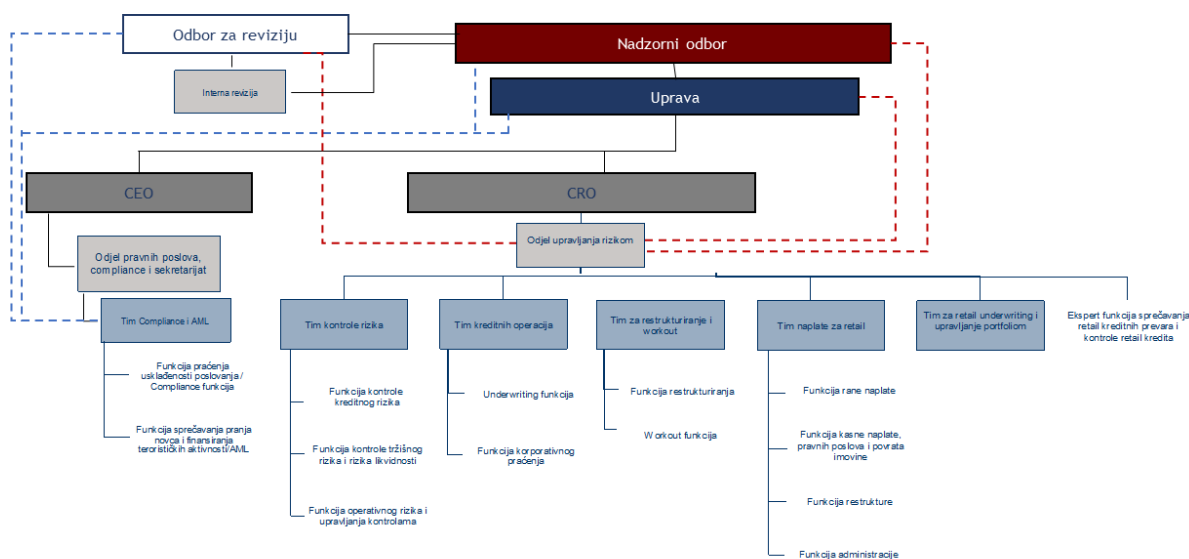 Odbor za reviziju
Nadzorni odbor
Interna revizija
Uprava
CEO
CRO
Odjel upravljanja rizikom
Odjel pravnih poslova,
compliance i sekretarijat
Tim Compliance i AML
Tim kontrole rizika
Tim kreditnih operacija
Tim za restrukturiranje i
workout
Tim naplate za retail
Tim za retail underwriting i
upravljanje portfoliom
Ekspert funkcija sprečavanja
retail kreditnih prevara i
kontrole retail kredita
Funkcija praćenja
usklađenosti poslovanja /
Compliance funkcija
Funkcija sprečavanja pranja
novca i finansiranja
terorističkih aktivnosti/AML
Funkcija kontrole
kreditnog rizika
Funkcija kontrole tržišnog
rizika i rizika likvidnosti
Funkcija operativnog rizika i
upravljanja kontrolama
Underwriting funkcija
Funkcija korporativnog
praćenja
Funkcija restrukturiranja
Workout funkcija
Funkcija rane naplate
Funkcija kasne naplate,
pravnih poslova i povrata
imovine
Funkcija restrukture
Funkcija administracije